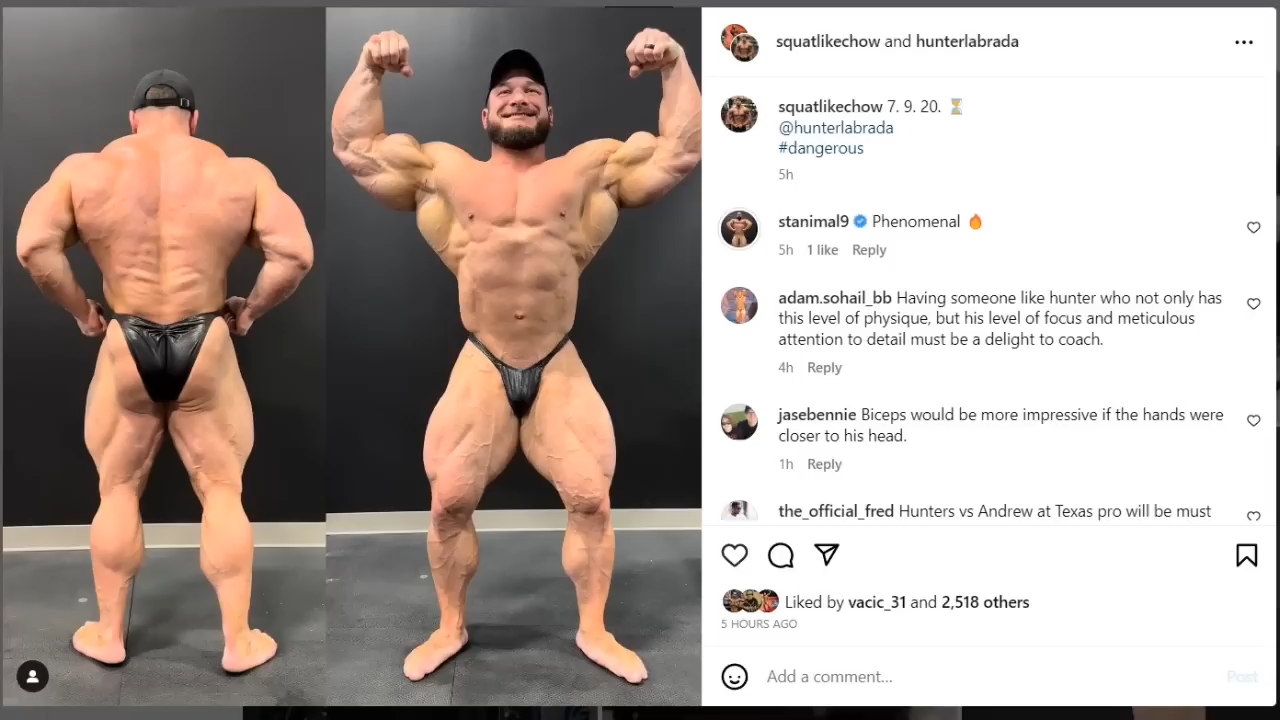 squatlikechow and hunterlabrada
squatlikechow 7. 9. 20. ⏳
@hunterlabrada
#dangerous
5h
stanimal9 Phenomenal 🔥
5h 1 like Reply
adam.sohail_bb Having someone like hunter who not only has
this level of physique, but his level of focus and meticulous
attention to detail must be a delight to coach.
4h Reply
jasebennie Biceps would be more impressive if the hands were
closer to his head.
1h Reply
the_official_fred Hunters vs Andrew at Texas pro will be must
Liked by vacic_31 and 2,518 others
5 HOURS AGO
Add a comment...
Post